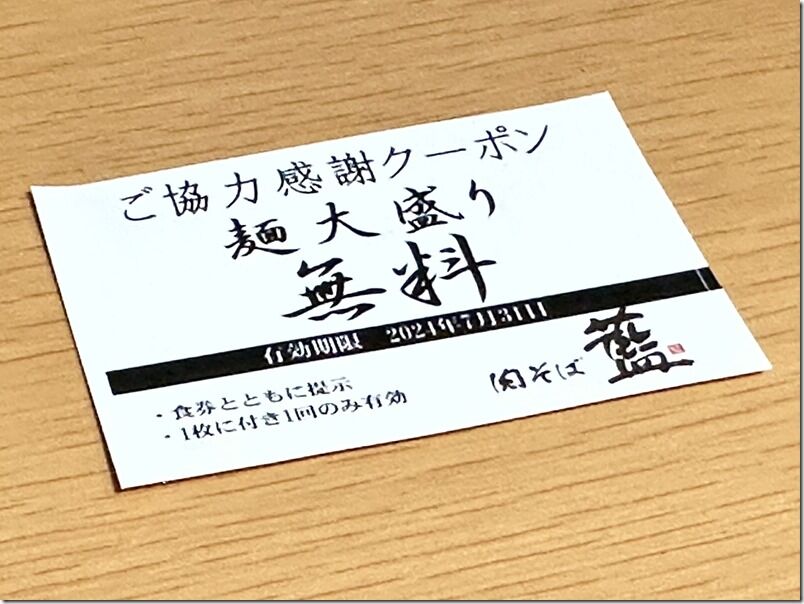 ご協力感謝クーポン
麺大盛り
無料
有効期限 2024年7月31日
・食券とともに提示
・1枚に付き1回のみ有効
肉そば 藍